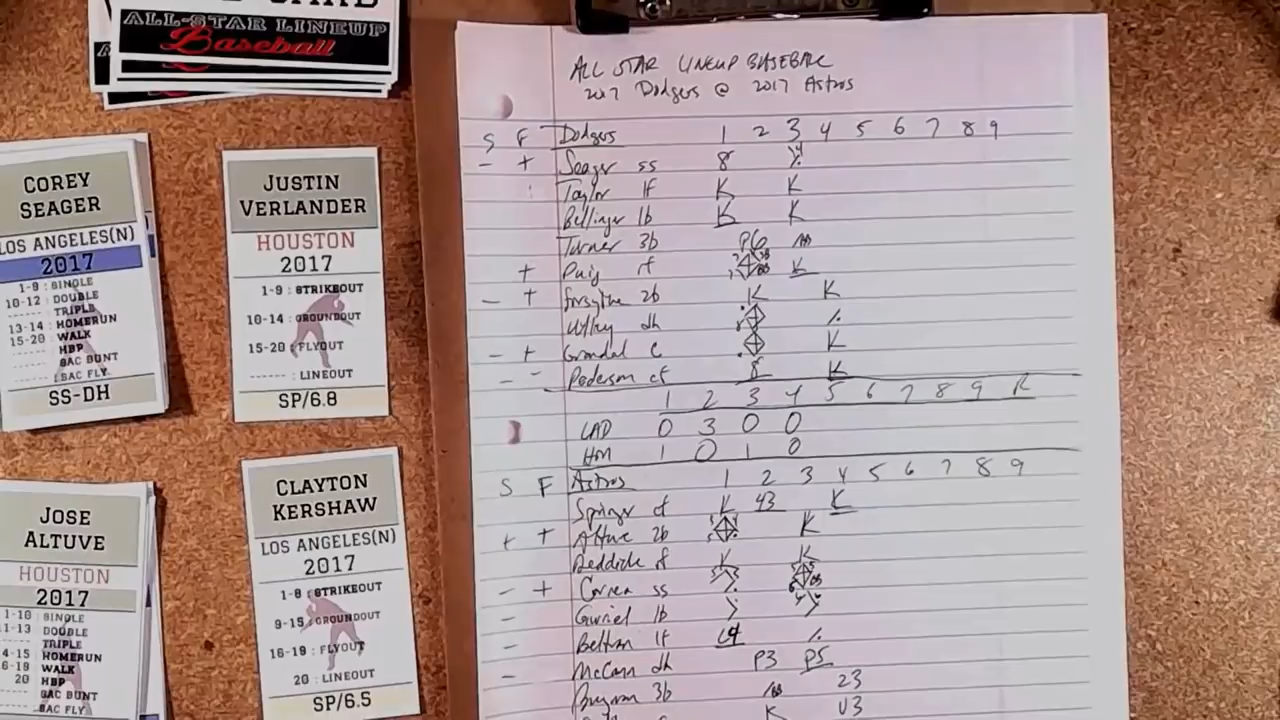 CARD
ALL-STAR LINEUP
Baseball
COREY
SEAGER
LOS ANGELES(N)
2017
1-9 : SINGLE
10-12 : DOUBLE
------ TRIPLE
13-14 : HOMERUN
15-20 : WALK
------ HBP
------ SAC BUNT
------ SAC FLY
SS-DH
JUSTIN
VERLANDER
HOUSTON
2017
1-9 : STRIKEOUT
10-14 : GROUNDOUT
15-20 : FLYOUT
------ : LINEOUT
SP/6.8
JOSE
ALTUVE
HOUSTON
2017
1-10 SINGLE
11-13 DOUBLE
------ TRIPLE
14-15 HOMERUN
16-19 WALK
20 HBP
------ SAC BUNT
------ SAC FLY
CLAYTON
KERSHAW
LOS ANGELES(N)
2017
1-8 : STRIKEOUT
9-15 : GROUNDOUT
16-19 : FLYOUT
20 : LINEOUT
SP/6.5
ALL STAR LINEUP BASEBALL
2017 Dodgers @ 2017 Astros
S F Dodgers 1 2 3 4 5 6 7 8 9
- + Seager ss 8
Taylor lf K K
Bellinger 1b K K
Turner 3b P6
+ Puig rf K
- + Forsythe 2b K K
Utley dh
- + Grandal c K
- - Pederson cf 8 K
1 2 3 4 5 6 7 8 9 R
LAD 0 3 0 0
HOU 1 0 1 0
S F Astros 1 2 3 4 5 6 7 8 9
Springer cf K 43 K
+ + Altuve 2b K
Reddick rf K K
- + Correa ss
- Gurriel 1b
- Beltran lf L4
- McCann dh P3 P5
Bregman 3b 23
K U3